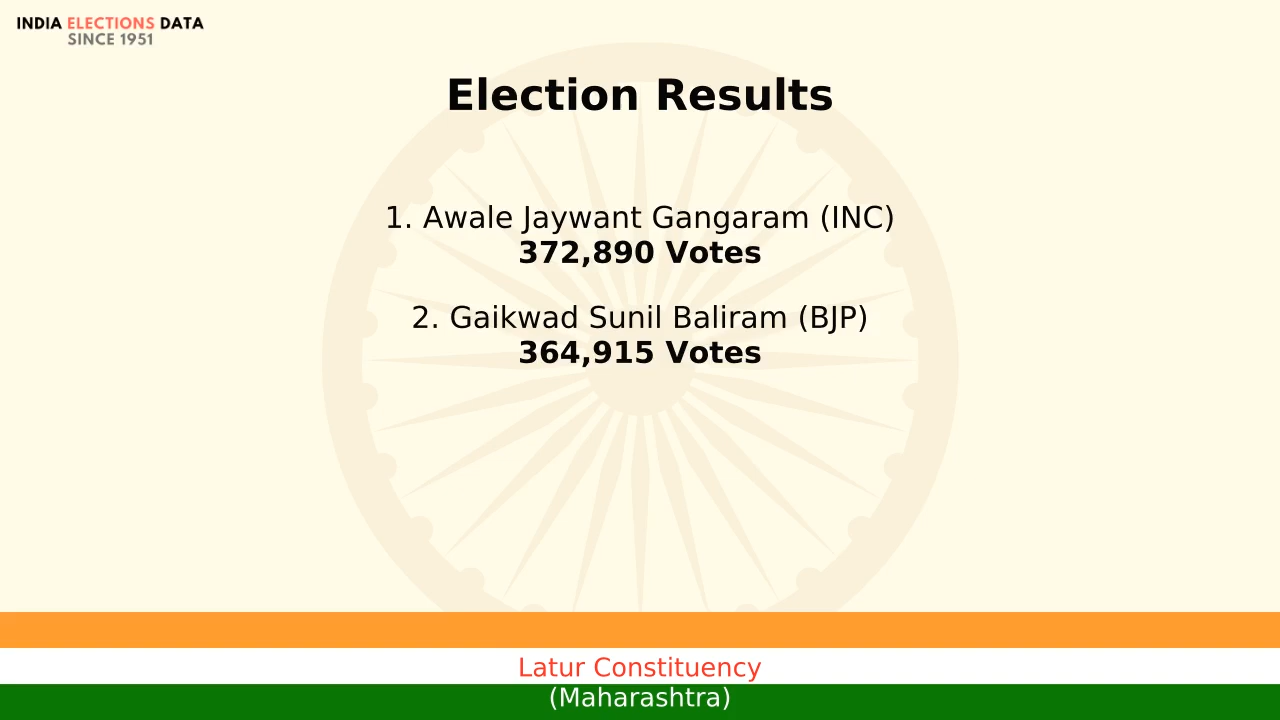 INDIA ELECTIONS DATA
SINCE 1951
Election Results
1. Awale Jaywant Gangaram (INC)
372,890 Votes
2. Gaikwad Sunil Baliram (BJP)
364,915 Votes
Latur Constituency
(Maharashtra)